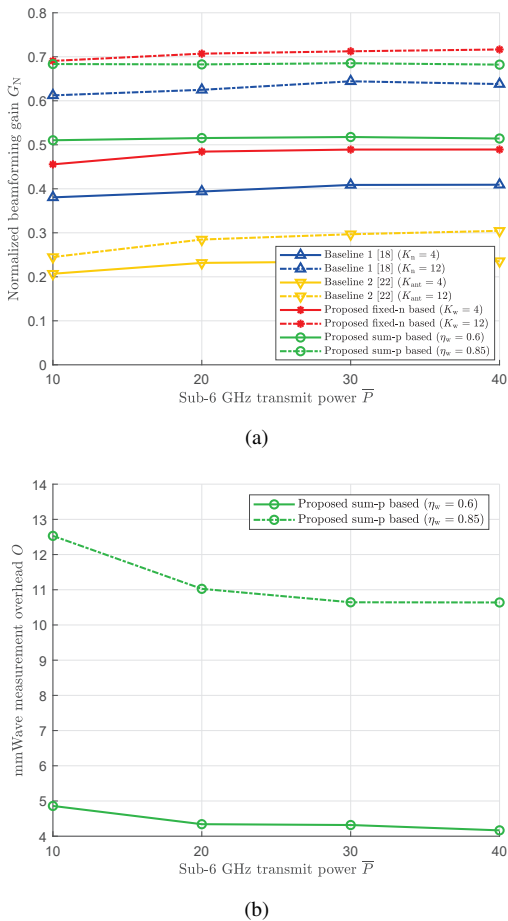 0.8
0.7
0.6
0.5
0.4
0.3
0.2
0.1
0
Normalized beamforming gain G_N
Baseline 1 [18] (K_n = 4)
Baseline 1 [18] (K_n = 12)
Baseline 2 [22] (K_ant = 4)
Baseline 2 [22] (K_ant = 12)
Proposed fixed-n based (K_w = 4)
Proposed fixed-n based (K_w = 12)
Proposed sum-p based (η_w = 0.6)
Proposed sum-p based (η_w = 0.85)
10 20 30 40
Sub-6 GHz transmit power P̅
(a)
14
13
12
11
10
9
8
7
6
5
4
mmWave measurement overhead O
Proposed sum-p based (η_w = 0.6)
Proposed sum-p based (η_w = 0.85)
10 20 30 40
Sub-6 GHz transmit power P̅
(b)